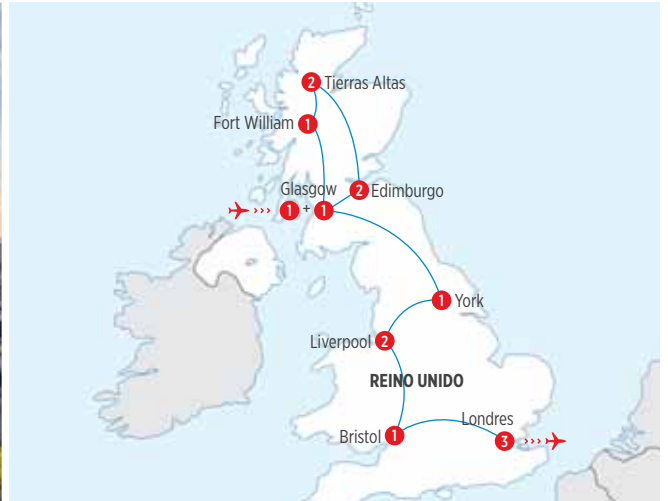 2 Tierras Altas
Fort William 1
Glasgow
2 Edimburgo
1 + 1
1 York
Liverpool 2
REINO UNIDO
Londres
Bristol 1
3